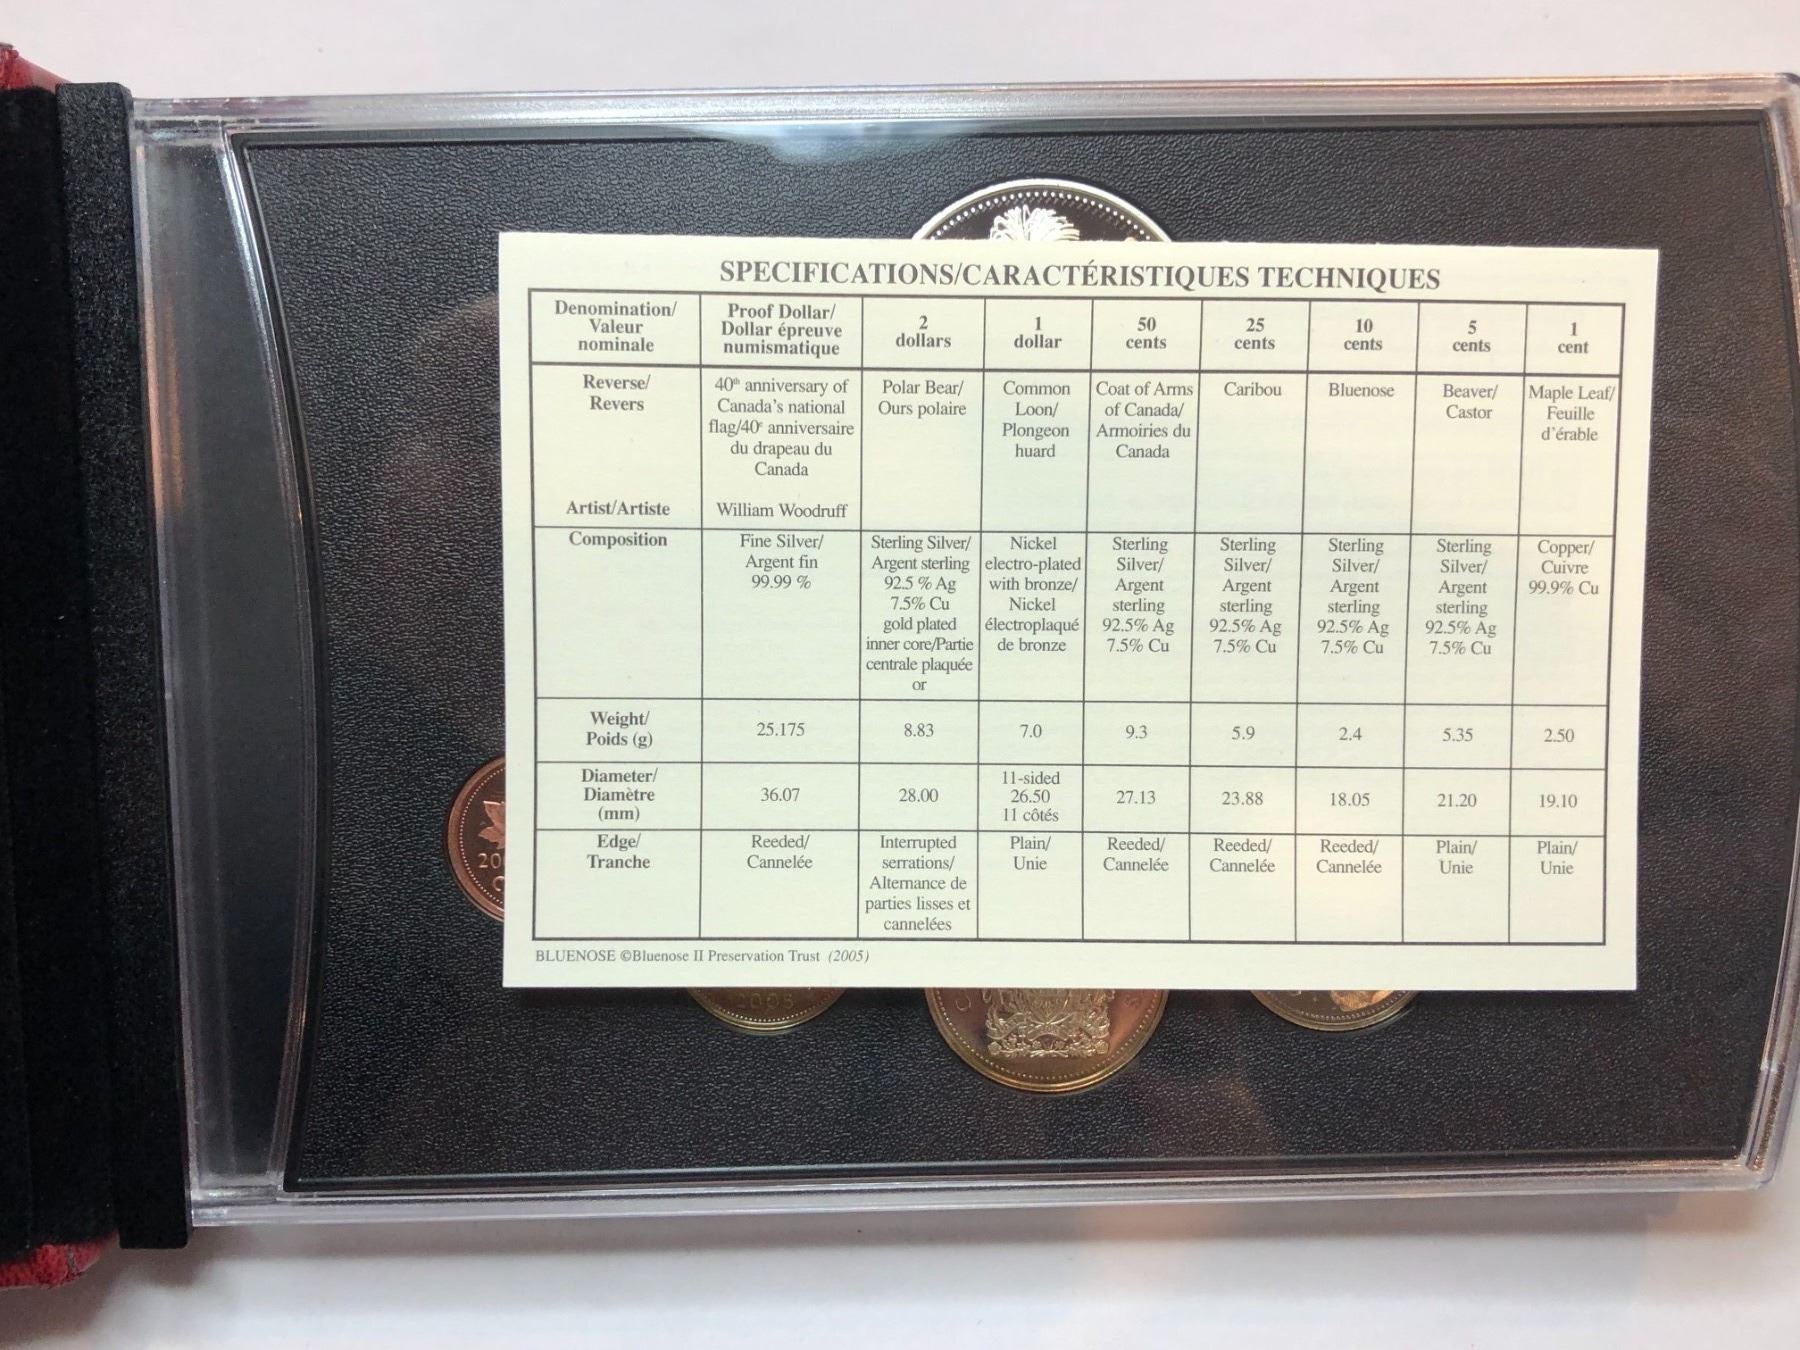 SPECIFICATIONS/CARACTÉRISTIQUES TECHNIQUES
Denomination/
Valeur
nominale
Proof Dollar/
Dollar épreuve
numismatique
2
dollars
1
dollar
50
cents
25
cents
10
cents
5
cents
1
cent
Reverse/
Revers
40th anniversary of
Canada's national
flag/40e anniversaire
du drapeau du
Canada
Polar Bear/
Ours polaire
Common
Loon/
Plongeon
huard
Coat of Arms
of Canada/
Armoiries du
Canada
Caribou
Bluenose
Beaver/
Castor
Maple Leaf/
Feuille
d'érable
Artist/Artiste
William Woodruff
Composition
Fine Silver/
Argent fin
99.99 %
Sterling Silver/
Argent sterling
92.5 % Ag
7.5% Cu
gold plated
inner core/Partie
centrale plaquée
or
Nickel
electro-plated
with bronze/
Nickel
électroplaqué
de bronze
Sterling
Silver/
Argent
sterling
92.5% Ag
7.5% Cu
Sterling
Silver/
Argent
sterling
92.5% Ag
7.5% Cu
Sterling
Silver/
Argent
sterling
92.5% Ag
7.5% Cu
Sterling
Silver/
Argent
sterling
92.5% Ag
7.5% Cu
Copper/
Cuivre
99.9% Cu
Weight/
Poids (g)
25.175
8.83
7.0
9.3
5.9
2.4
5.35
2.50
Diameter/
Diamètre
(mm)
36.07
28.00
11-sided
26.50
11 côtés
27.13
23.88
18.05
21.20
19.10
Edge/
Tranche
Reeded/
Cannelée
Interrupted
serrations/
Alternance de
parties lisses et
cannelées
Plain/
Unie
Reeded/
Cannelée
Reeded/
Cannelée
Reeded/
Cannelée
Plain/
Unie
Plain/
Unie
BLUENOSE ©Bluenose II Preservation Trust (2005)
20
2005